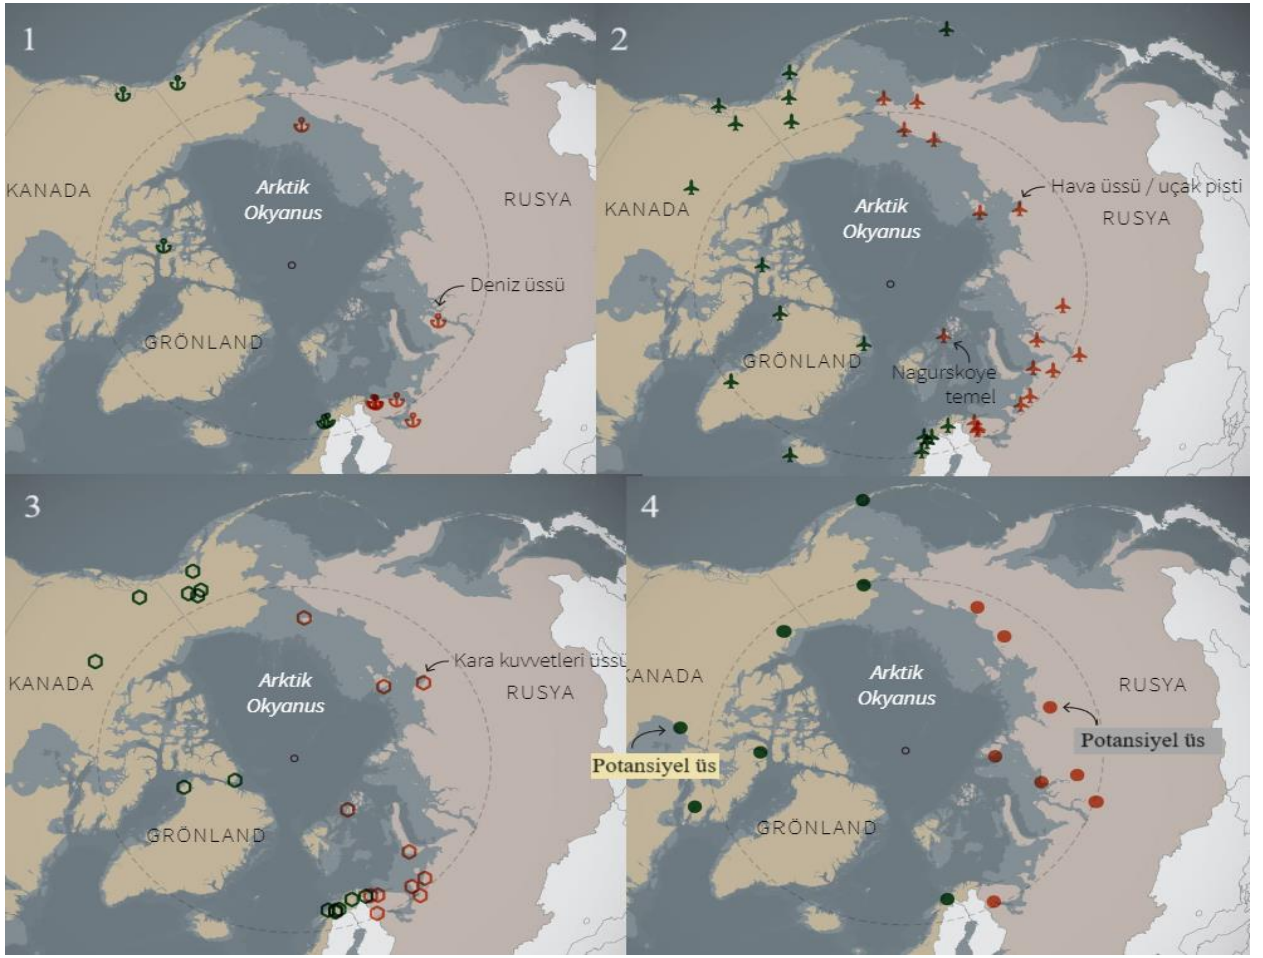 1
KANADA
Arktik
Okyanus
RUSYA
Deniz üssü
GRÖNLAND
2
KANADA
Arktik
Okyanus
Hava üssü / uçak pisti
RUSYA
GRÖNLAND
Nagurskoye
temel
3
KANADA
Arktik
Okyanus
Kara kuvvetleri üssü
RUSYA
GRÖNLAND
4
KANADA
Arktik
Okyanus
RUSYA
Potansiyel üs
Potansiyel üs
GRÖNLAND